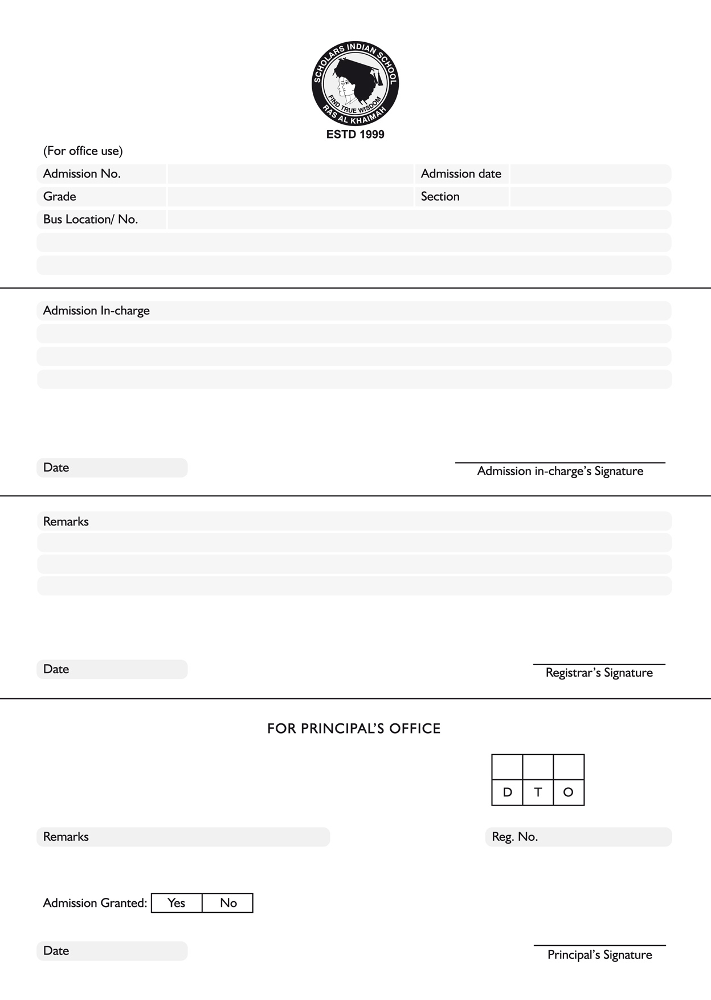 SCHOLARS INDIAN SCHOOL
FIND TRUE WISDOM
RAS AL KHAIMAH
ESTD 1999
(For office use)
Admission No. Admission date
Grade Section
Bus Location/ No.
Admission In-charge
Date
Admission in-charge’s Signature
Remarks
Date
Registrar’s Signature
FOR PRINCIPAL’S OFFICE
D T O
Remarks Reg. No.
Admission Granted: Yes No
Date
Principal’s Signature